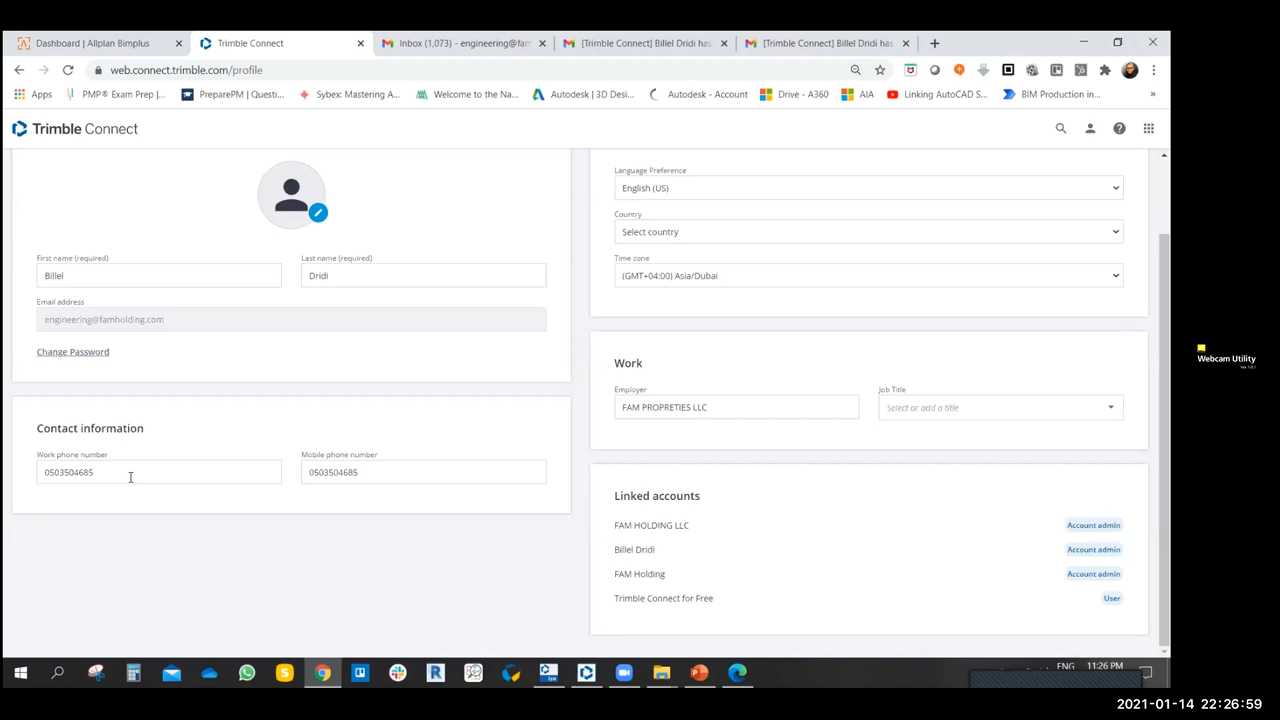 Dashboard | Allplan Bimplus
Trimble Connect
Inbox (1,073) - engineering@fam
[Trimble Connect] Billel Dridi has
[Trimble Connect] Billel Dridi has
web.connect.trimble.com/profile
Apps
PMP® Exam Prep |...
PreparePM | Questi...
Sybex: Mastering A...
Welcome to the Na...
Autodesk | 3D Desi...
Autodesk - Account
Drive - A360
AIA
Linking AutoCAD S...
BIM Production in...
»
Trimble Connect
Language Preference
English (US)
Country
Select country
Time zone
(GMT+04:00) Asia/Dubai
First name (required)
Last name (required)
Billel
Dridi
Email address
engineering@famholding.com
Change Password
Work
Employer
Job Title
FAM PROPRETIES LLC
Select or add a title
Contact information
Work phone number
Mobile phone number
0503504685
0503504685
Linked accounts
FAM HOLDING LLC
Account admin
Billel Dridi
Account admin
FAM Holding
Account admin
Trimble Connect for Free
User
Webcam Utility
ENG
11:26 PM
2021-01-14 22:26:59